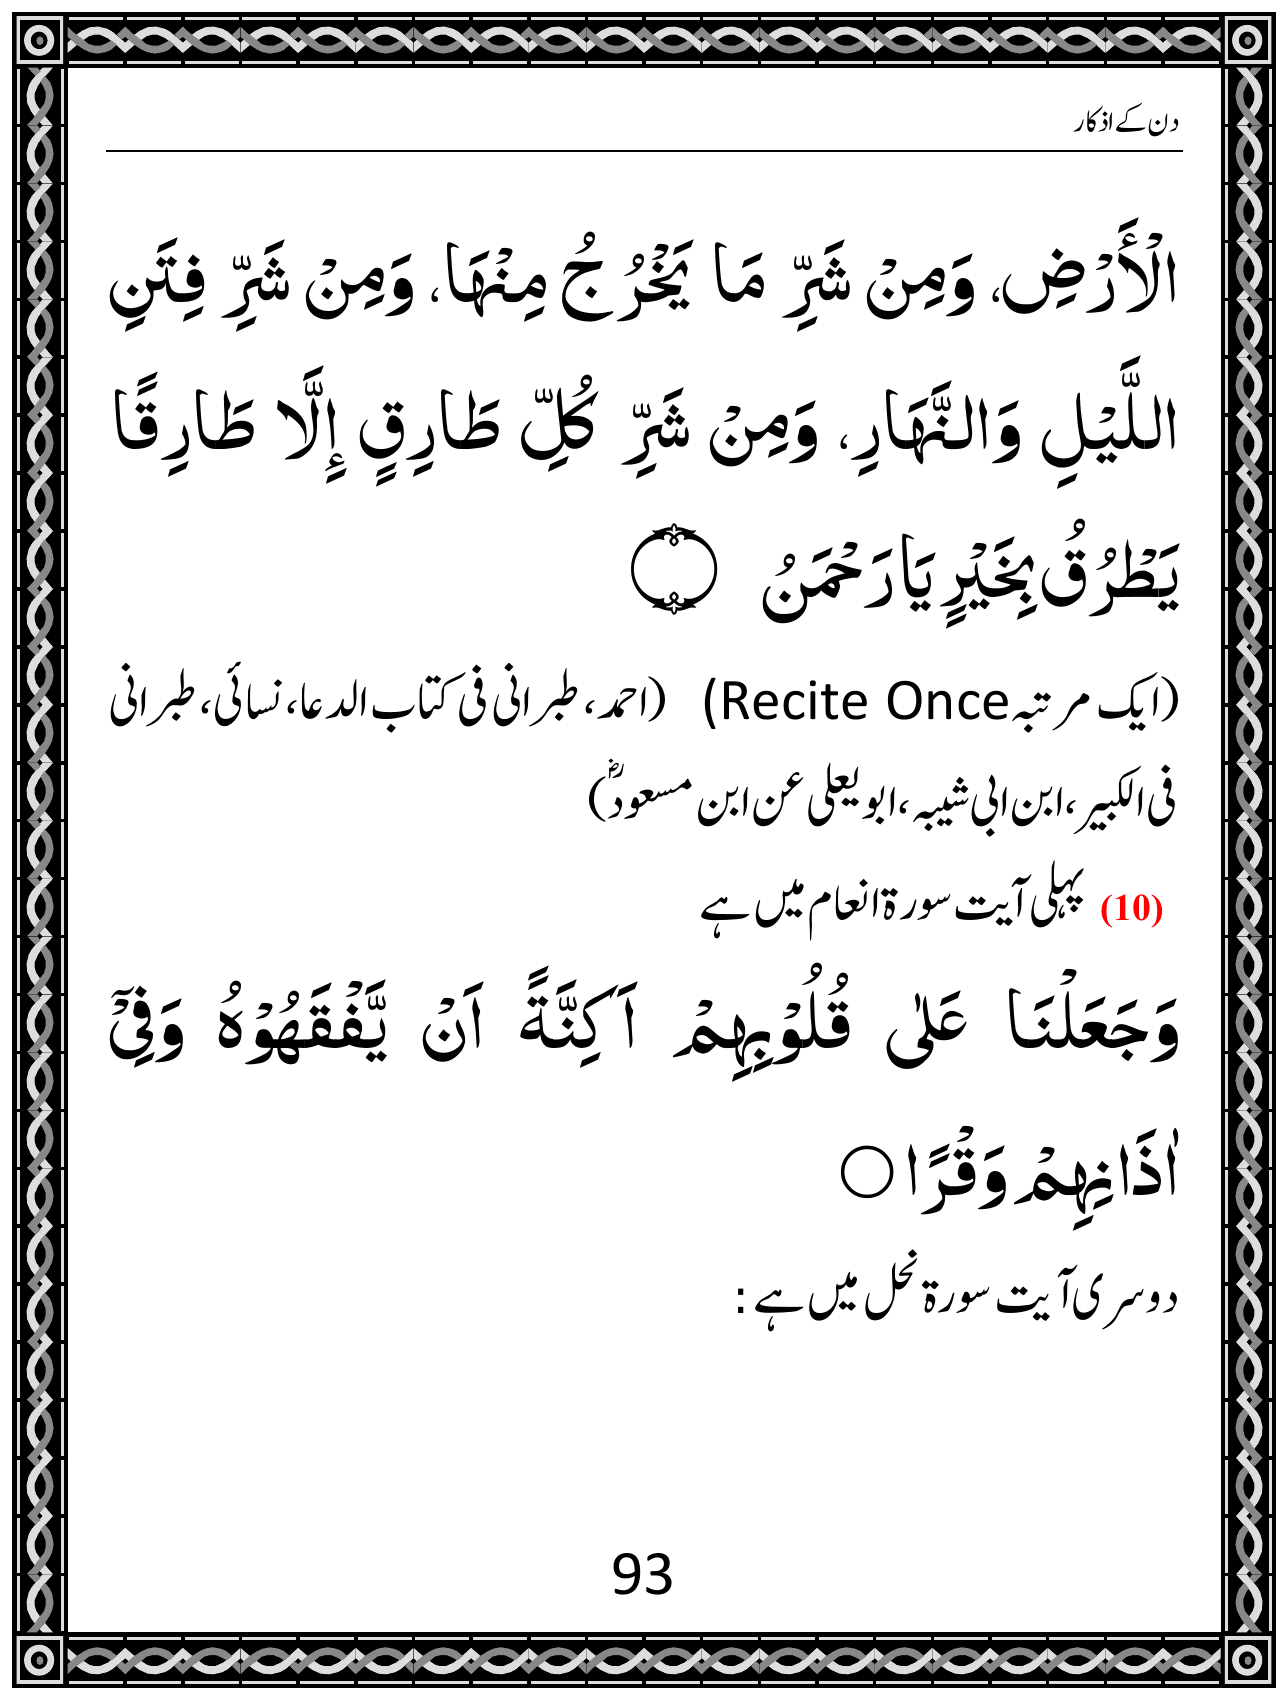 دن کے اذکار
الْأَرْضِ، وَمِنْ شَرِّ مَا يَخْرُجُ مِنْهَا، وَمِنْ شَرِّ فِتَنِ
اللَّيْلِ وَالنَّهَارِ، وَمِنْ شَرِّ كُلِّ طَارِقٍ إِلَّا طَارِقًا
يَطْرُقُ بِخَيْرٍ يَا رَحْمَنُ
(ایک مرتبہ Recite Once) (احمد، طبرانی فی کتاب الدعا، نسائی، طبرانی
فی الکبیر، ابن ابی شیبہ، ابو یعلی عن ابن مسعودؓ)
(10) پہلی آیت سورۃ انعام میں ہے
وَجَعَلْنَا عَلٰی قُلُوْبِهِمْ اَكِنَّةً اَنْ یَّفْقَهُوْهُ وَفِیْۤ
اٰذَانِهِمْ وَقْرًا ○
دوسری آیت سورۃ نحل میں ہے :
93